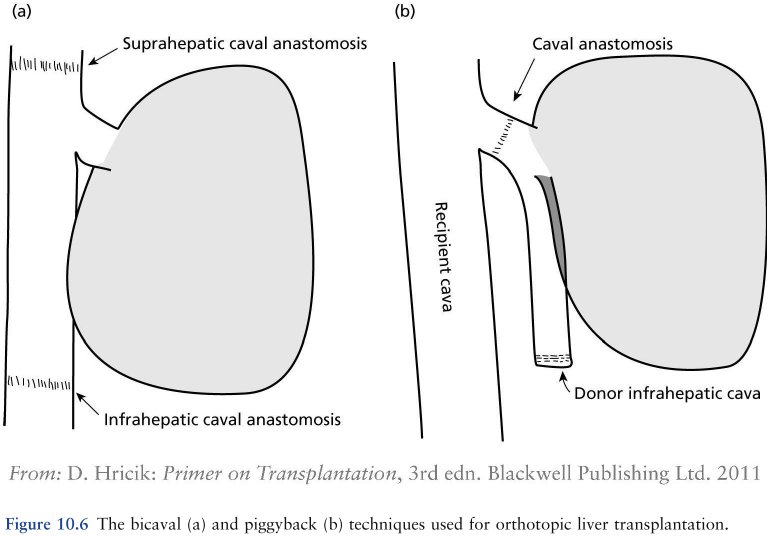 (a)
Suprahepatic caval anastomosis
Infrahepatic caval anastomosis
(b)
Caval anastomosis
Recipient cava
Donor infrahepatic cava
From: D. Hricik: Primer on Transplantation, 3rd edn. Blackwell Publishing Ltd. 2011
Figure 10.6 The bicaval (a) and piggyback (b) techniques used for orthotopic liver transplantation.